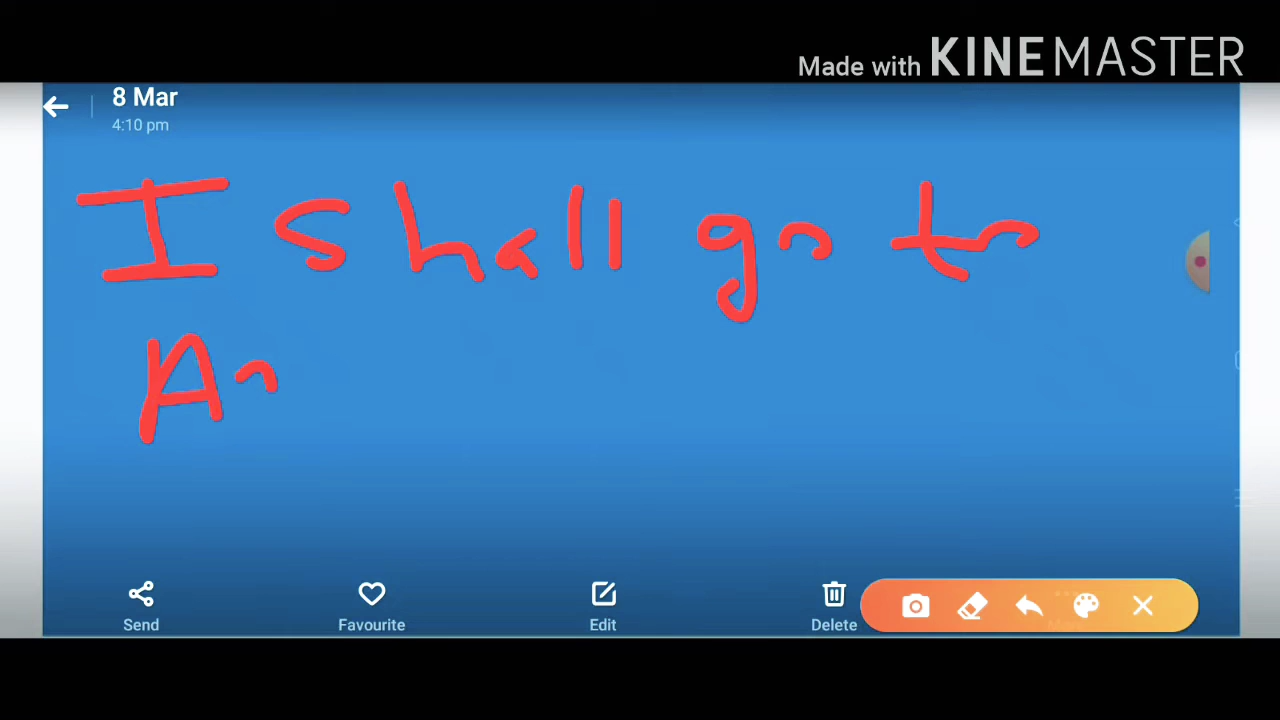 Made with KINEMASTER
8 Mar
4:10 pm
I shall go to
An
Send
Favourite
Edit
Delete